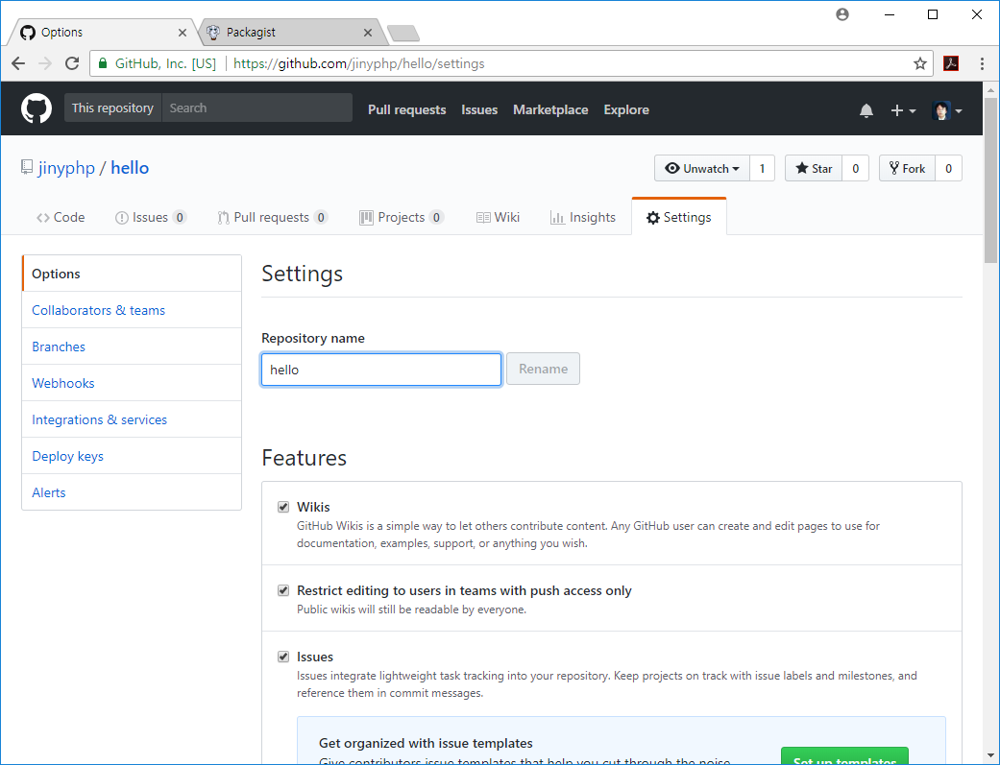 Options
Packagist
GitHub, Inc. [US]
https://github.com/jinyphp/hello/settings
This repository
Search
Pull requests
Issues
Marketplace
Explore
jinyphp / hello
Unwatch 1
Star 0
Fork 0
Code
Issues 0
Pull requests 0
Projects 0
Wiki
Insights
Settings
Options
Collaborators & teams
Branches
Webhooks
Integrations & services
Deploy keys
Alerts
Settings
Repository name
hello
Rename
Features
Wikis
GitHub Wikis is a simple way to let others contribute content. Any GitHub user can create and edit pages to use for
documentation, examples, support, or anything you wish.
Restrict editing to users in teams with push access only
Public wikis will still be readable by everyone.
Issues
Issues integrate lightweight task tracking into your repository. Keep projects on track with issue labels and milestones, and
reference them in commit messages.
Get organized with issue templates
Give contributors issue templates that help you cut through the noise
Set up templates